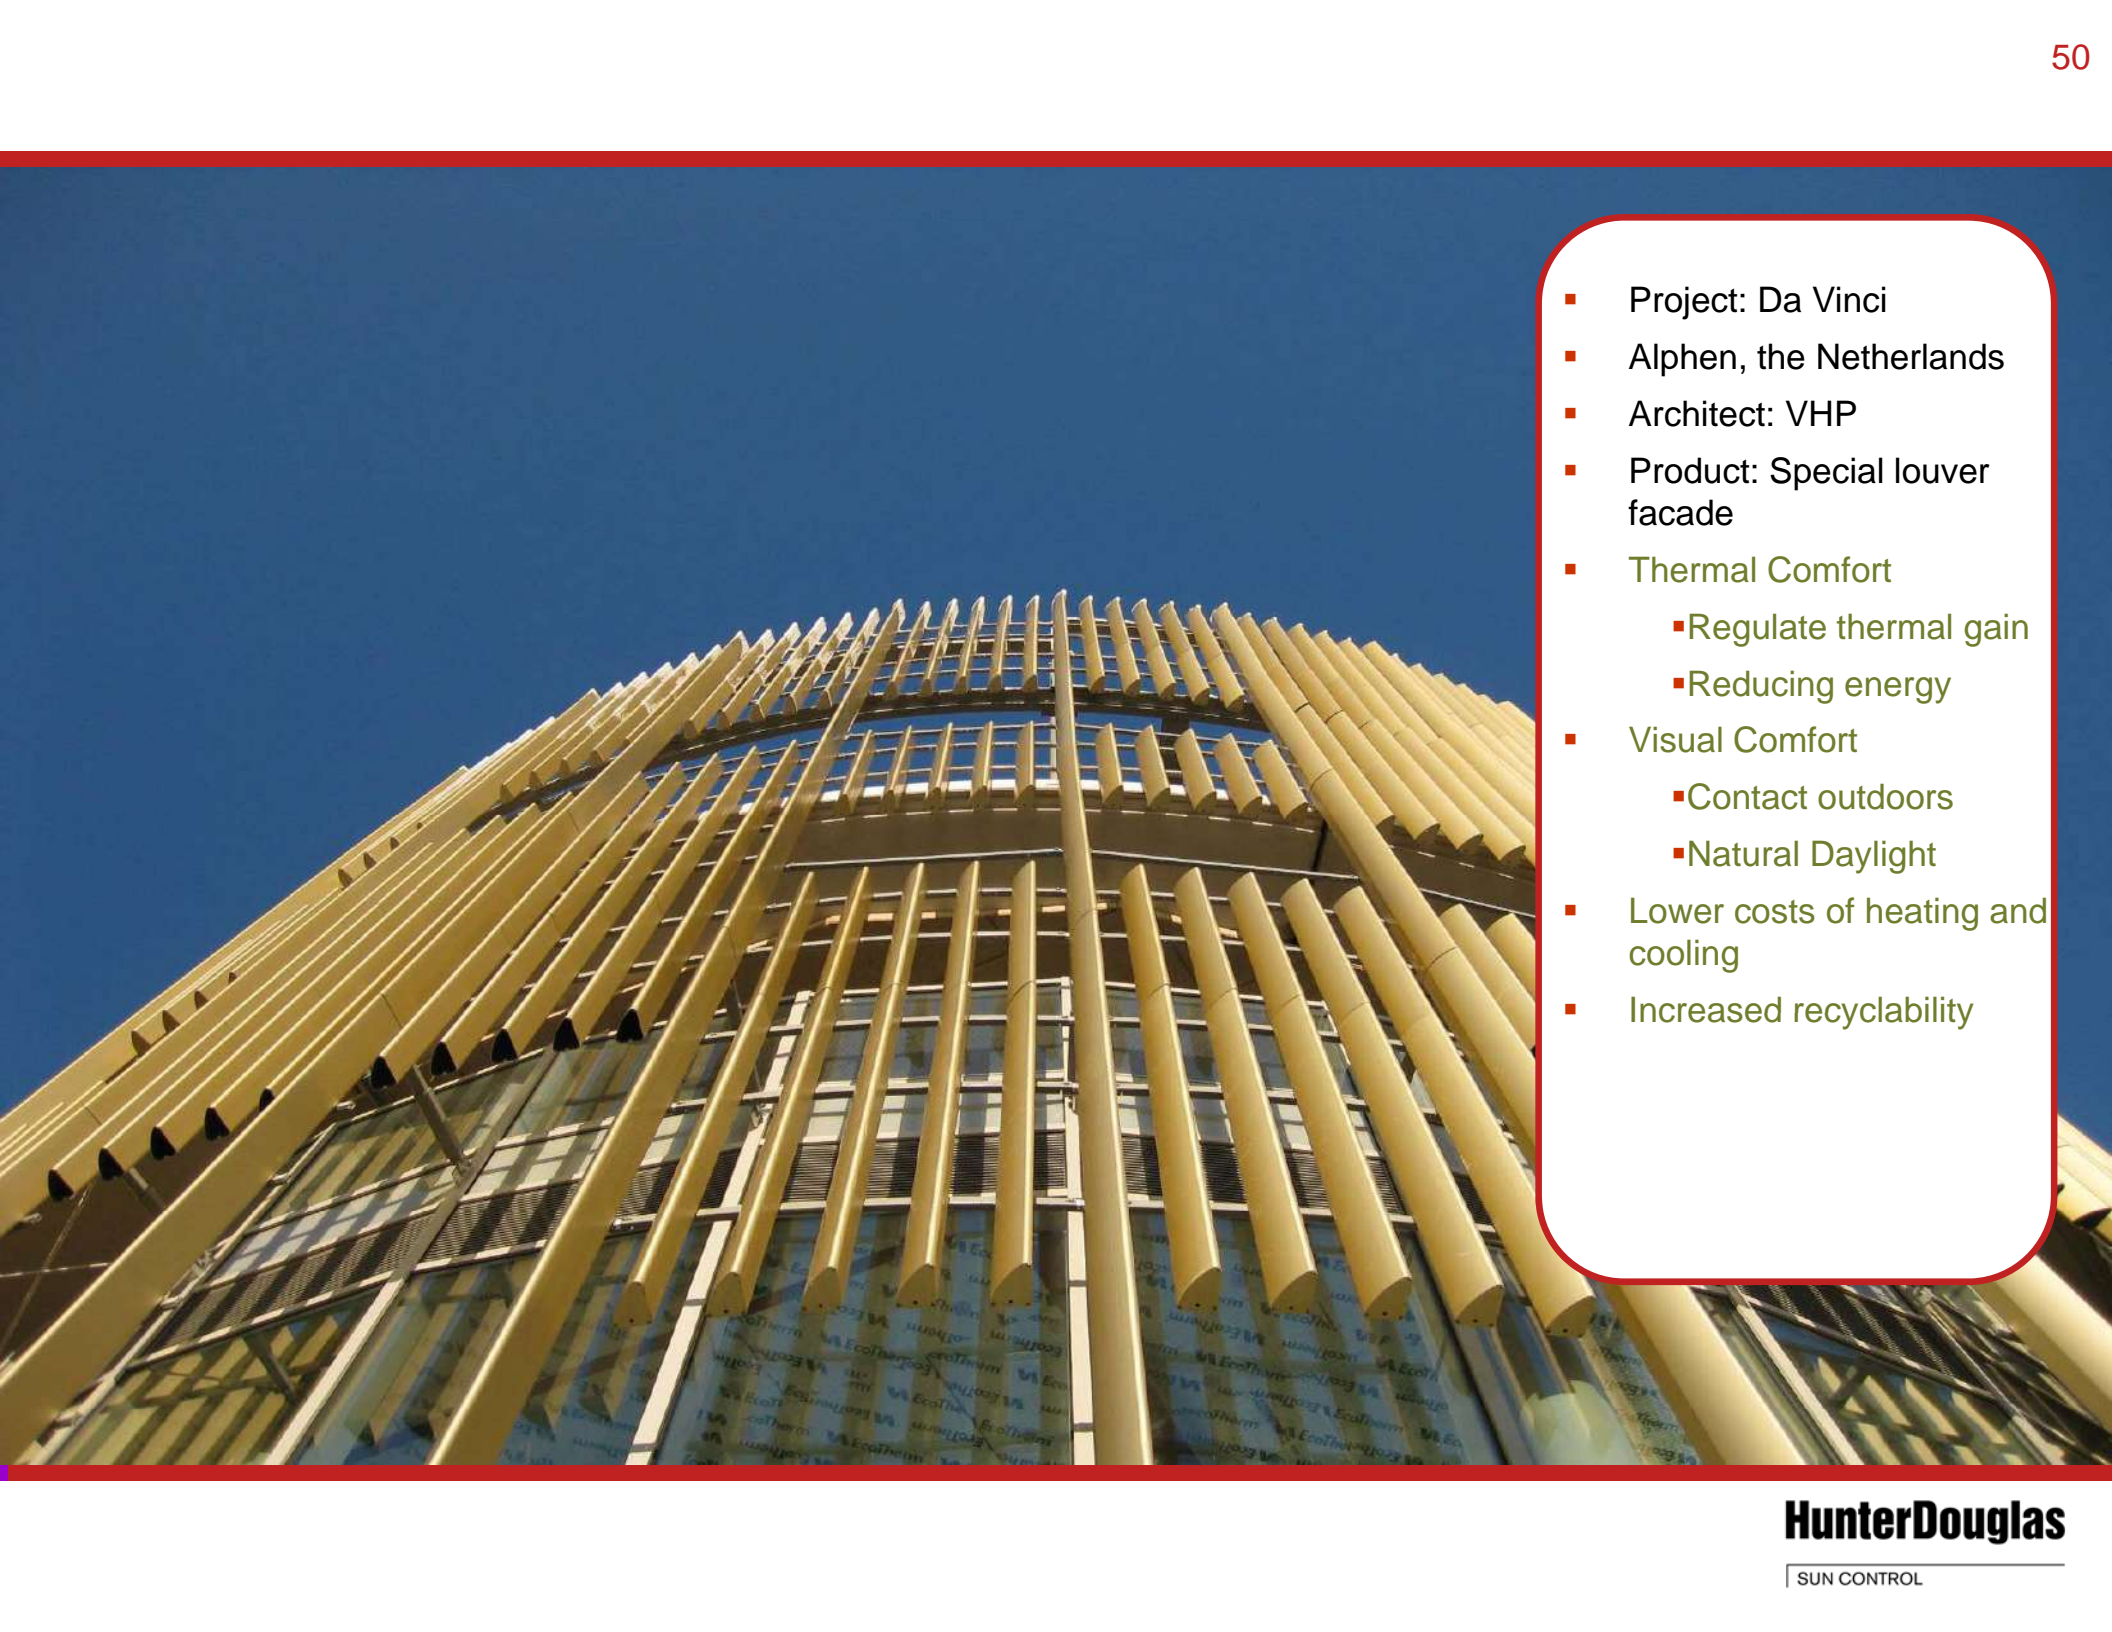 50
▪ Project: Da Vinci
▪ Alphen, the Netherlands
▪ Architect: VHP
▪ Product: Special louver
facade
▪ Thermal Comfort
▪Regulate thermal gain
▪Reducing energy
▪ Visual Comfort
▪Contact outdoors
▪Natural Daylight
▪ Lower costs of heating and
cooling
▪ Increased recyclability
EcoTherm
HunterDouglas
SUN CONTROL